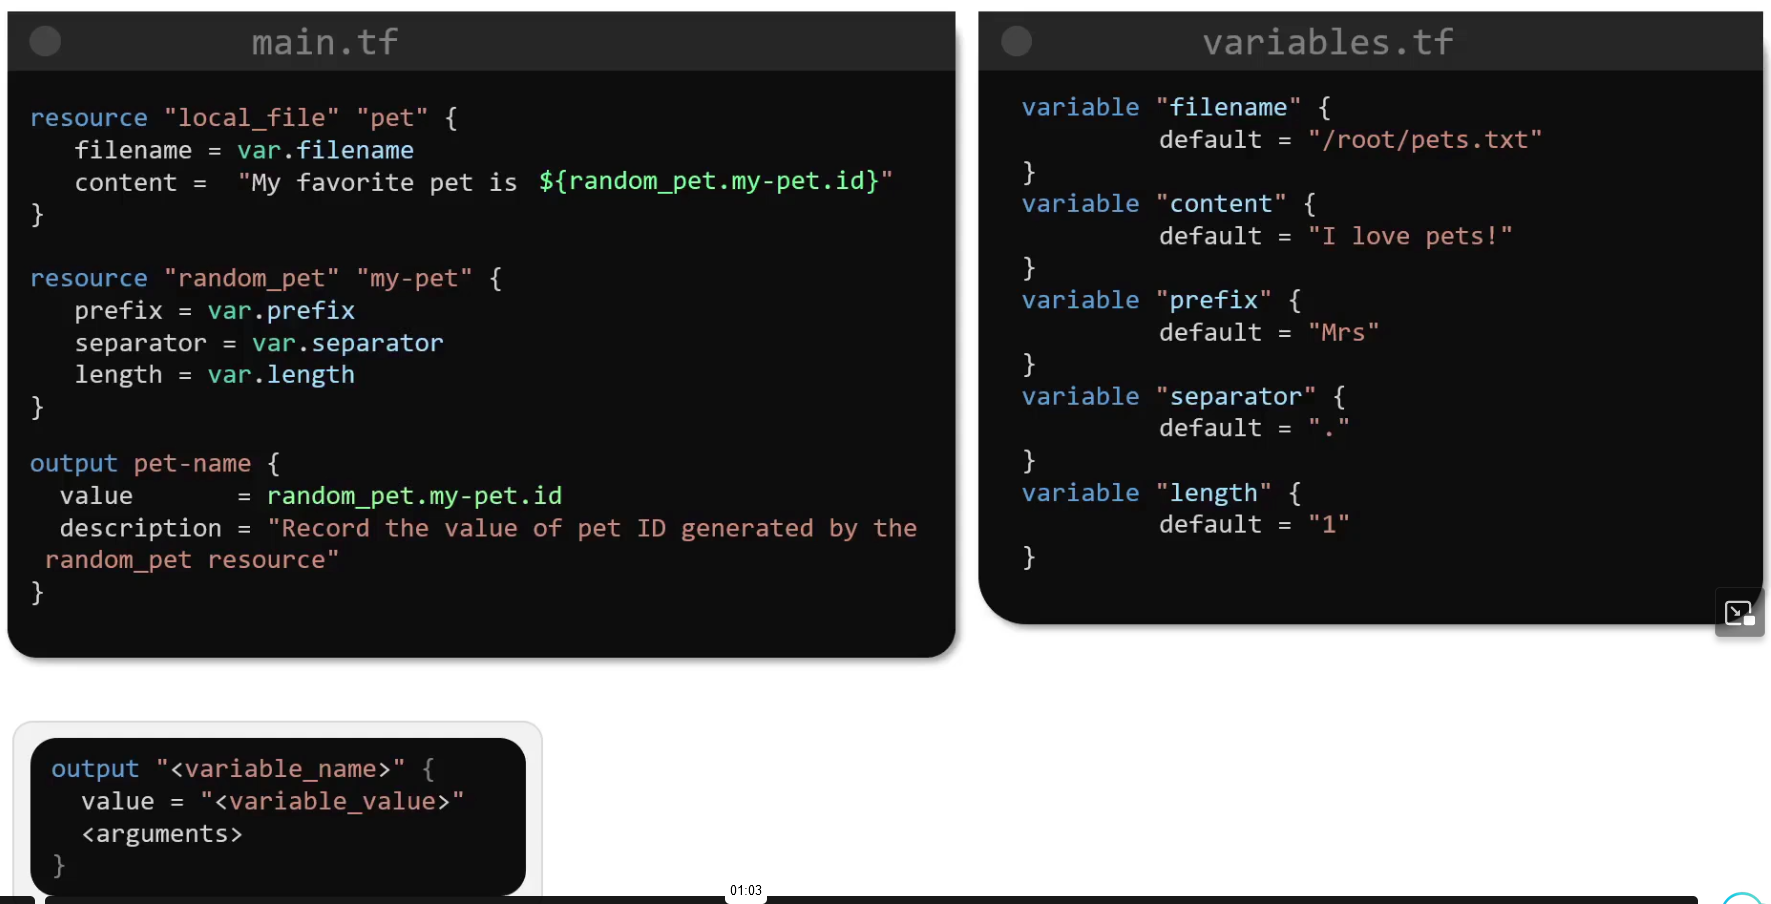 main.tf
resource "local_file" "pet" {
   filename = var.filename
   content =  "My favorite pet is ${random_pet.my-pet.id}"
}
resource "random_pet" "my-pet" {
   prefix = var.prefix
   separator = var.separator
   length = var.length
}
output pet-name {
  value       = random_pet.my-pet.id
  description = "Record the value of pet ID generated by the
 random_pet resource"
}
variables.tf
variable "filename" {
         default = "/root/pets.txt"
}
variable "content" {
         default = "I love pets!"
}
variable "prefix" {
         default = "Mrs"
}
variable "separator" {
         default = "."
}
variable "length" {
         default = "1"
}
output "<variable_name>" {
  value = "<variable_value>"
  <arguments>
}
01:03